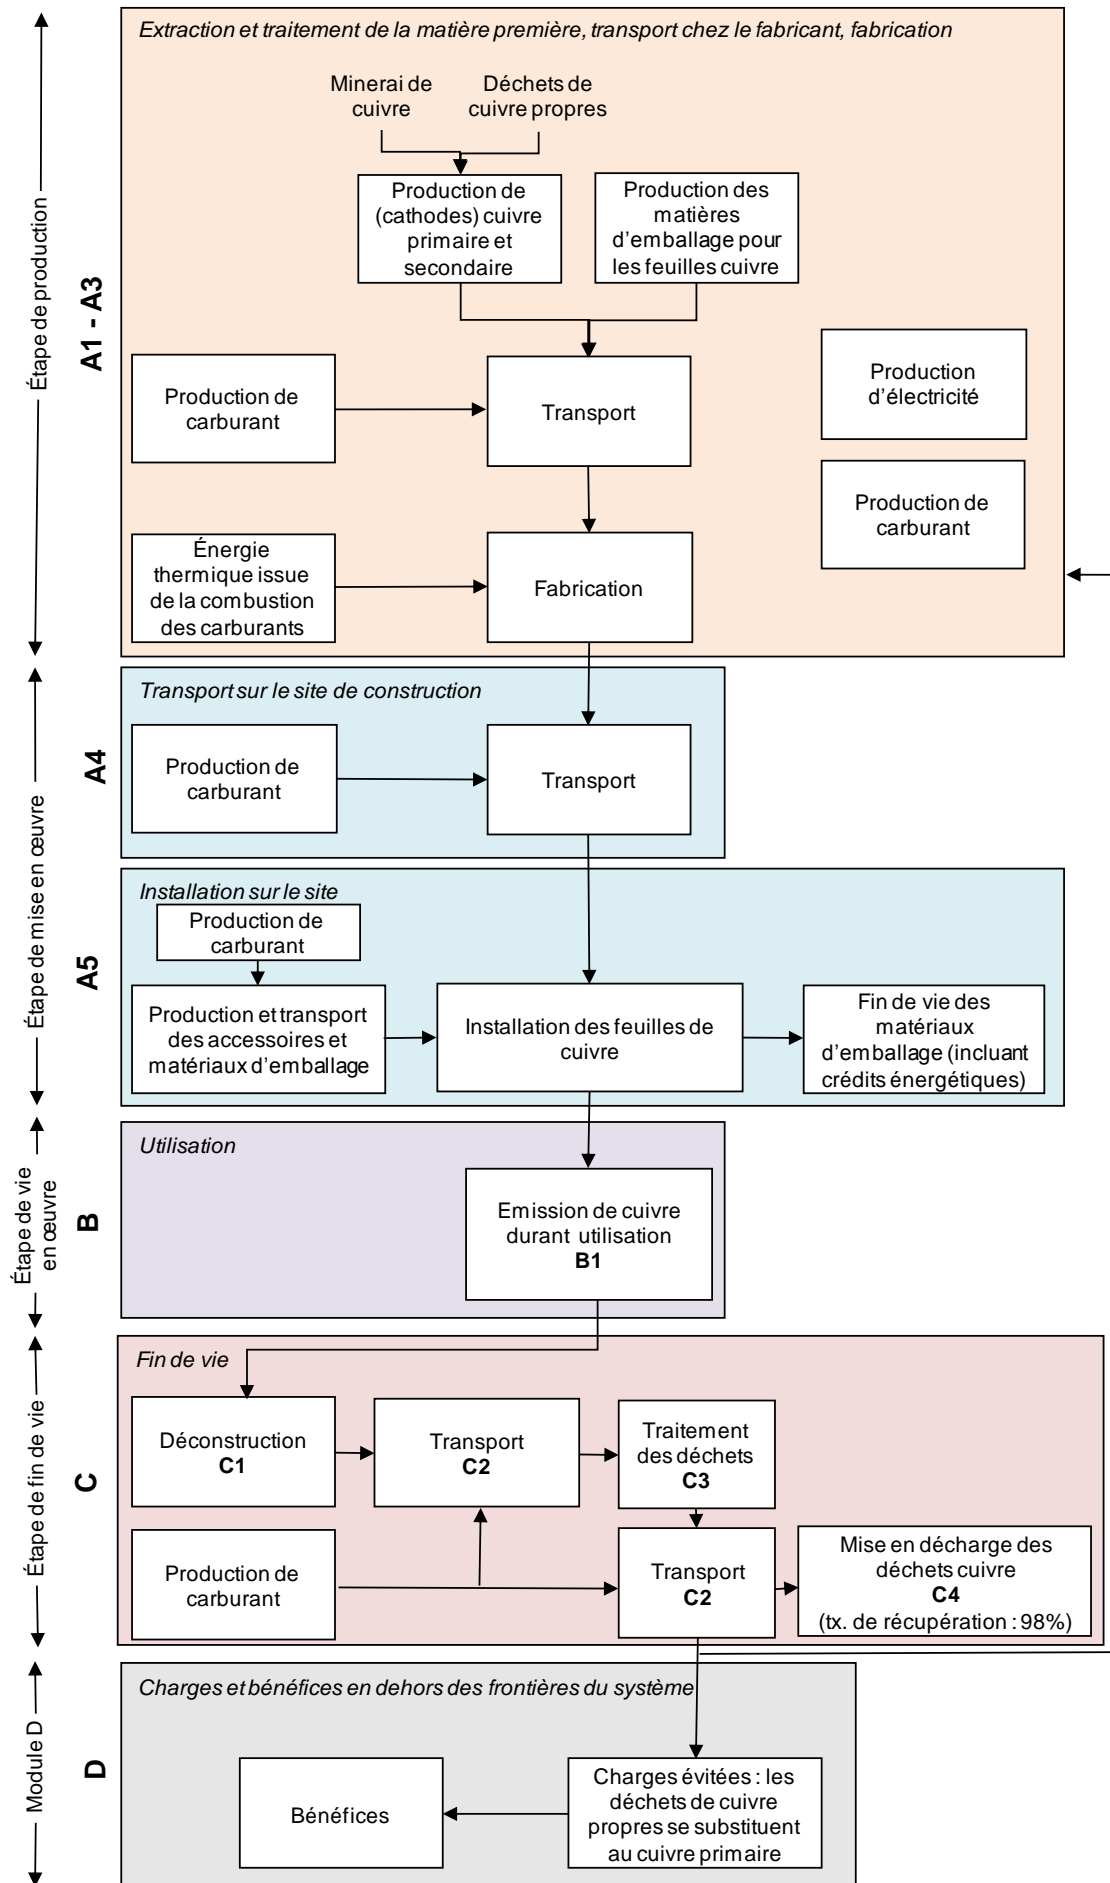 Extraction et traitement de la matière première, transport chez le fabricant, fabrication
Minerai de
cuivre
Déchets de
cuivre propres
Production de
(cathodes) cuivre
primaire et
secondaire
Production des
matières
d'emballage pour
les feuilles cuivre
Étape de production
A1 - A3
Production de
carburant
Transport
Production
d'électricité
Production de
carburant
Énergie
thermique issue
de la combustion
des carburants
Fabrication
Étape de mise en œuvre
A4
Transport sur le site de construction
Production de
carburant
Transport
A5
Installation sur le site
Production de
carburant
Production et transport
des accessoires et
matériaux d'emballage
Installation des feuilles de
cuivre
Fin de vie des
matériaux
d'emballage (incluant
crédits énergétiques)
Étape de vie
en œuvre
B
Utilisation
Emission de cuivre
durant utilisation
B1
Étape de fin de vie
C
Fin de vie
Déconstruction
C1
Transport
C2
Traitement
des déchets
C3
Production de
carburant
Transport
C2
Mise en décharge des
déchets cuivre
C4
(tx. de récupération : 98%)
Module D
D
Charges et bénéfices en dehors des frontières du système
Bénéfices
Charges évitées : les
déchets de cuivre
propres se substituent
au cuivre primaire